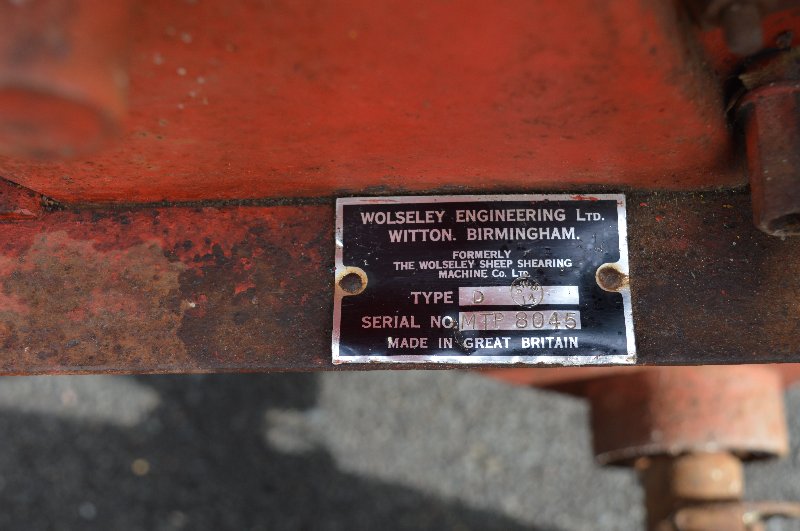 WOLSELEY ENGINEERING LTD.
WITTON. BIRMINGHAM.
FORMERLY
THE WOLSELEY SHEEP SHEARING
MACHINE CO. LTD.
TYPE D
SERIAL NO. MTP 8045
MADE IN GREAT BRITAIN